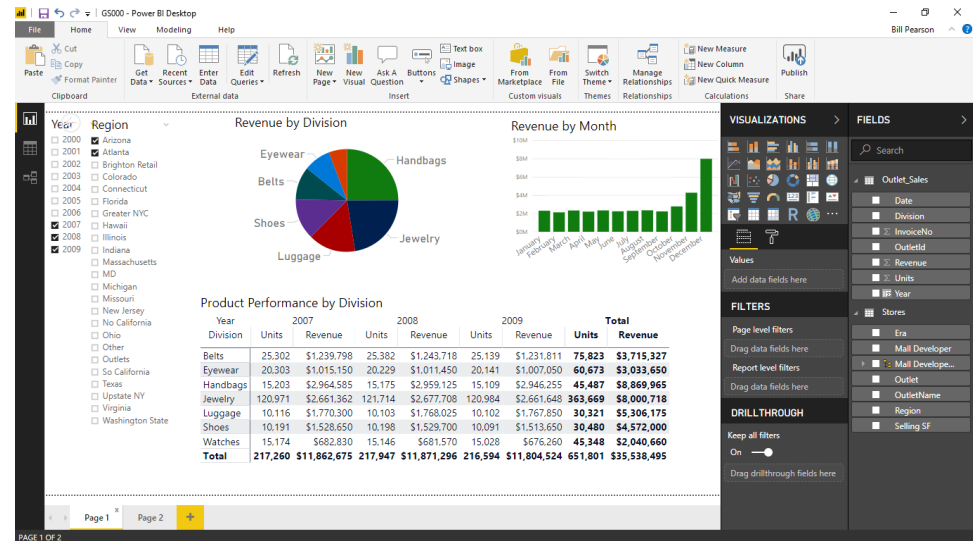 GS000 - Power BI Desktop
File Home View Modeling Help Bill Pearson
Paste
Cut
Copy
Format Painter
Clipboard
Get Data
Recent Sources
Enter Data
Edit Queries
Refresh
External data
New Page
New Visual
Ask A Question
Buttons
Text box
Image
Shapes
Insert
From Marketplace
From File
Custom visuals
Switch Theme
Themes
Manage Relationships
Relationships
New Measure
New Column
New Quick Measure
Calculations
Publish
Share
Year
2000
2001
2002
2003
2004
2005
2006
2007
2008
2009
Region
Arizona
Atlanta
Brighton Retail
Colorado
Connecticut
Florida
Greater NYC
Hawaii
Illinois
Indiana
Massachusetts
MD
Michigan
Missouri
New Jersey
No California
Ohio
Other
Outlets
So California
Texas
Upstate NY
Virginia
Washington State
Revenue by Division
Eyewear
Handbags
Belts
Shoes
Jewelry
Luggage
Revenue by Month
$10M
$8M
$6M
$4M
$2M
$0M
January February March April May June July August September October November December
Product Performance by Division
Year 2007 2008 2009 Total
Division Units Revenue Units Revenue Units Revenue Units Revenue
Belts 25,302 $1,239,798 25,382 $1,243,718 25,139 $1,231,811 75,823 $3,715,327
Eyewear 20,303 $1,015,150 20,229 $1,011,450 20,141 $1,007,050 60,673 $3,033,650
Handbags 15,203 $2,964,585 15,175 $2,959,125 15,109 $2,946,255 45,487 $8,869,965
Jewelry 120,971 $2,661,362 121,714 $2,677,708 120,984 $2,661,648 363,669 $8,000,718
Luggage 10,116 $1,770,300 10,103 $1,768,025 10,102 $1,767,850 30,321 $5,306,175
Shoes 10,191 $1,528,650 10,198 $1,529,700 10,091 $1,513,650 30,480 $4,572,000
Watches 15,174 $682,830 15,146 $681,570 15,028 $676,260 45,348 $2,040,660
Total 217,260 $11,862,675 217,947 $11,871,296 216,594 $11,804,524 651,801 $35,538,495
VISUALIZATIONS
R
Values
Add data fields here
FILTERS
Page level filters
Drag data fields here
Report level filters
Drag data fields here
DRILLTHROUGH
Keep all filters
On
Drag drillthrough fields here
FIELDS
Search
Outlet_Sales
Date
Division
Σ InvoiceNo
OutletId
Σ Revenue
Σ Units
Year
Stores
Era
Mall Developer
Mall Develope...
Outlet
OutletName
Region
Selling SF
Page 1
Page 2
PAGE 1 OF 2